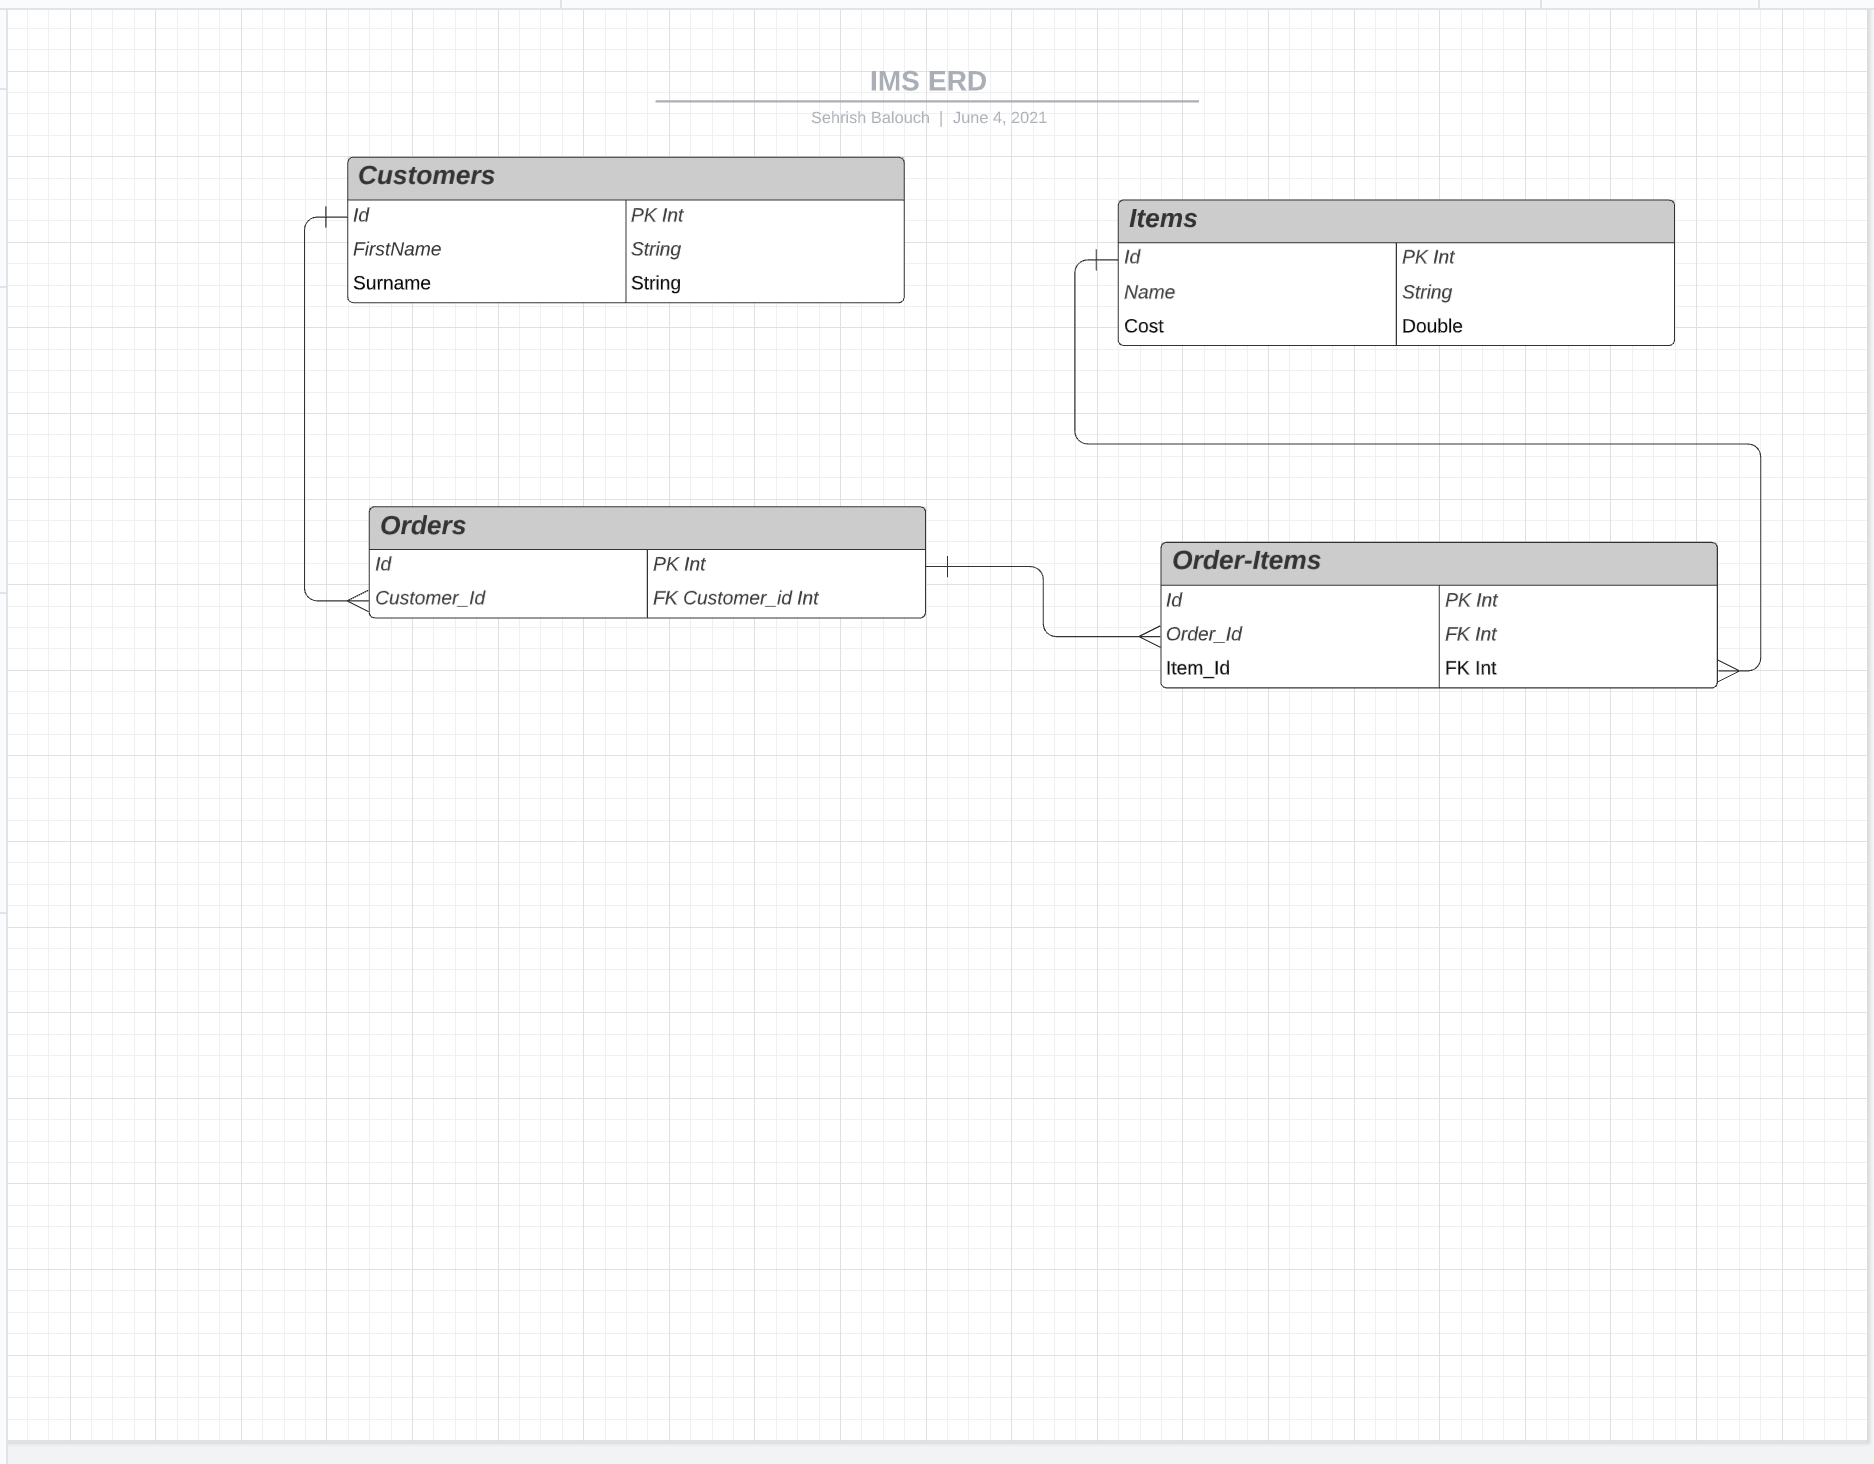 IMS ERD
Sehrish Balouch | June 4, 2021
Customers
Id PK Int
FirstName String
Surname String
Items
Id PK Int
Name String
Cost Double
Orders
Id PK Int
Customer_Id FK Customer_id Int
Order-Items
Id PK Int
Order_Id FK Int
Item_Id FK Int